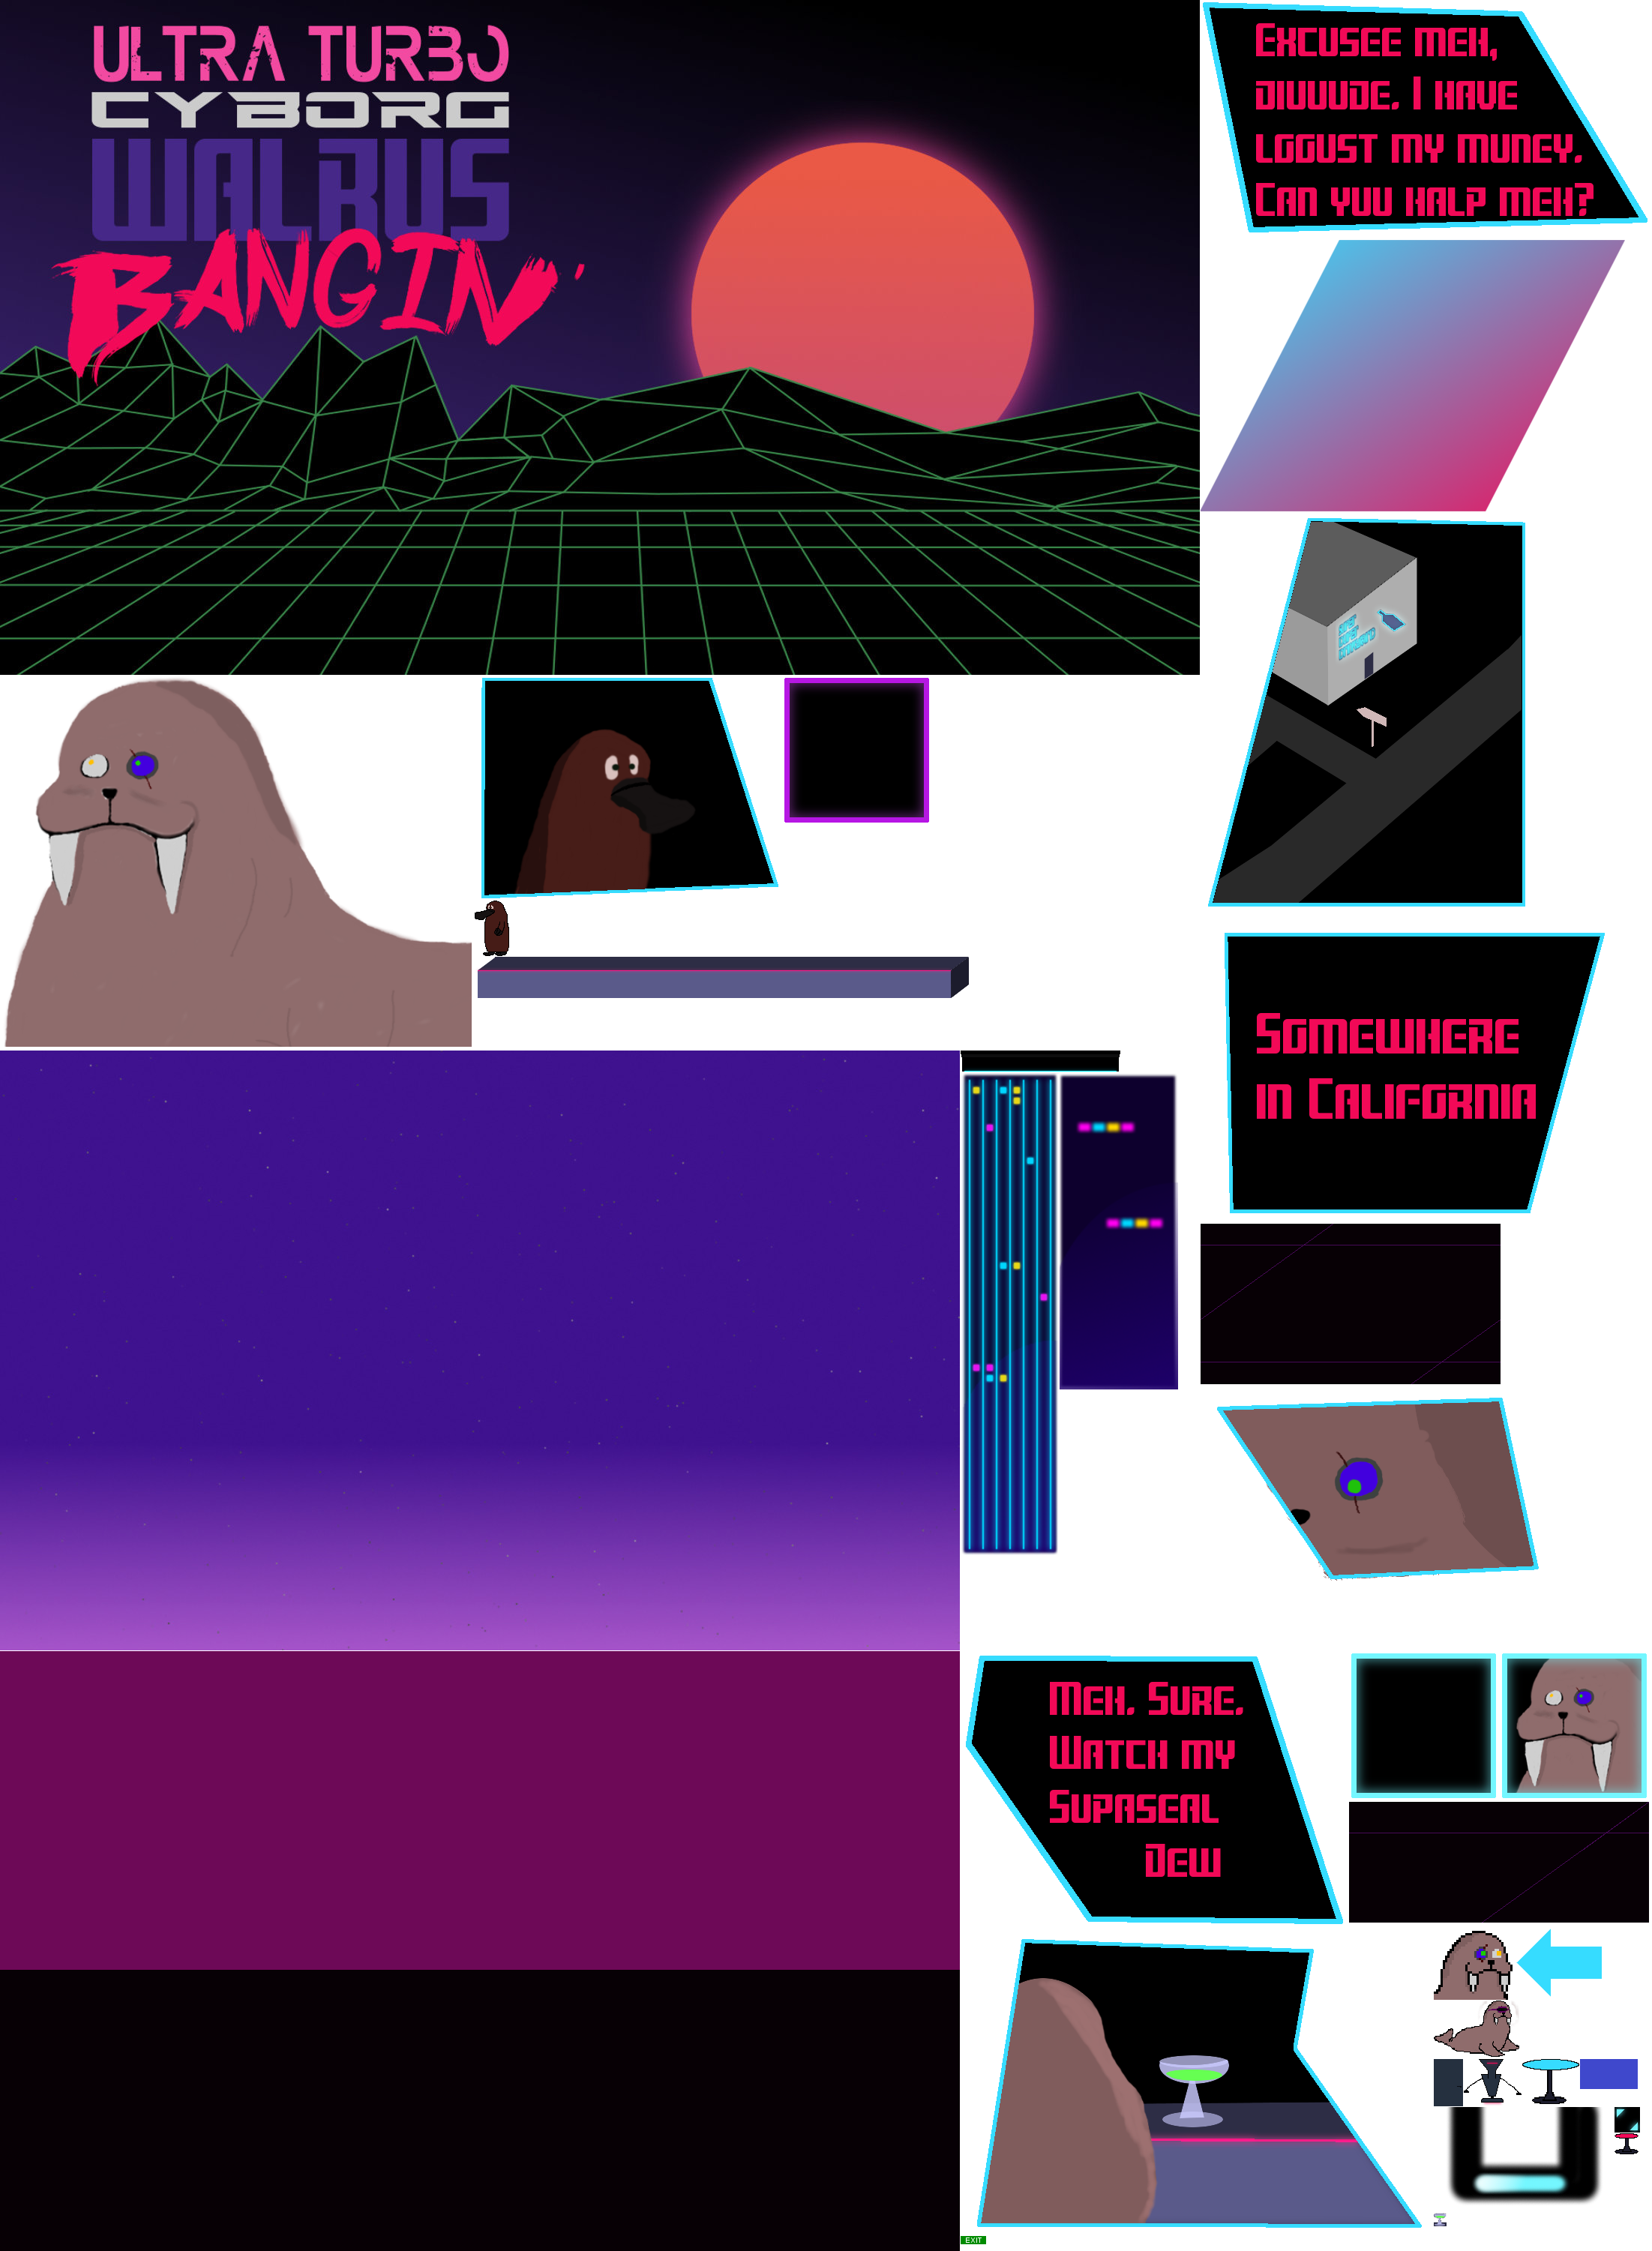 ULTRA TURBO
CYBORG
WALRUS
BANGIN'
EXCUSEE MEH,
DIUUUDE. I HAVE
LOOUST MY MUNEY.
CAN YUU HALP MEH?
SOMEWHERE
IN CALIFORNIA
MEH. SURE.
WATCH MY
SUPASEAL
DEW
EXIT